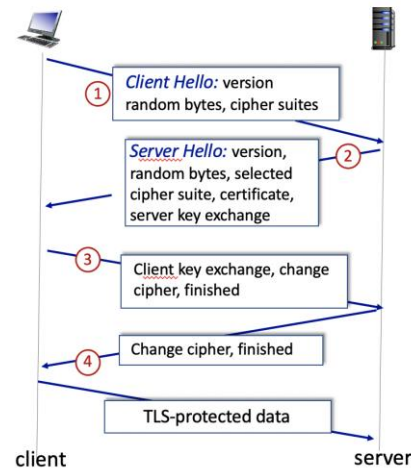 1
Client Hello: version
random bytes, cipher suites
2
Server Hello: version,
random bytes, selected
cipher suite, certificate,
server key exchange
3
Client key exchange, change
cipher, finished
Change cipher, finished
4
TLS-protected data
client
server